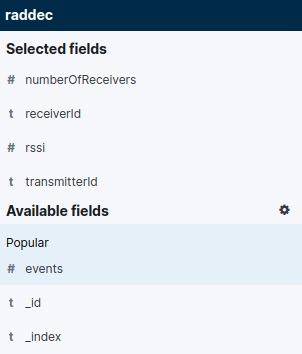 raddec
Selected fields
# numberOfReceivers
t receiverId
# rssi
t transmitterId
Available fields
Popular
# events
t _id
t _index